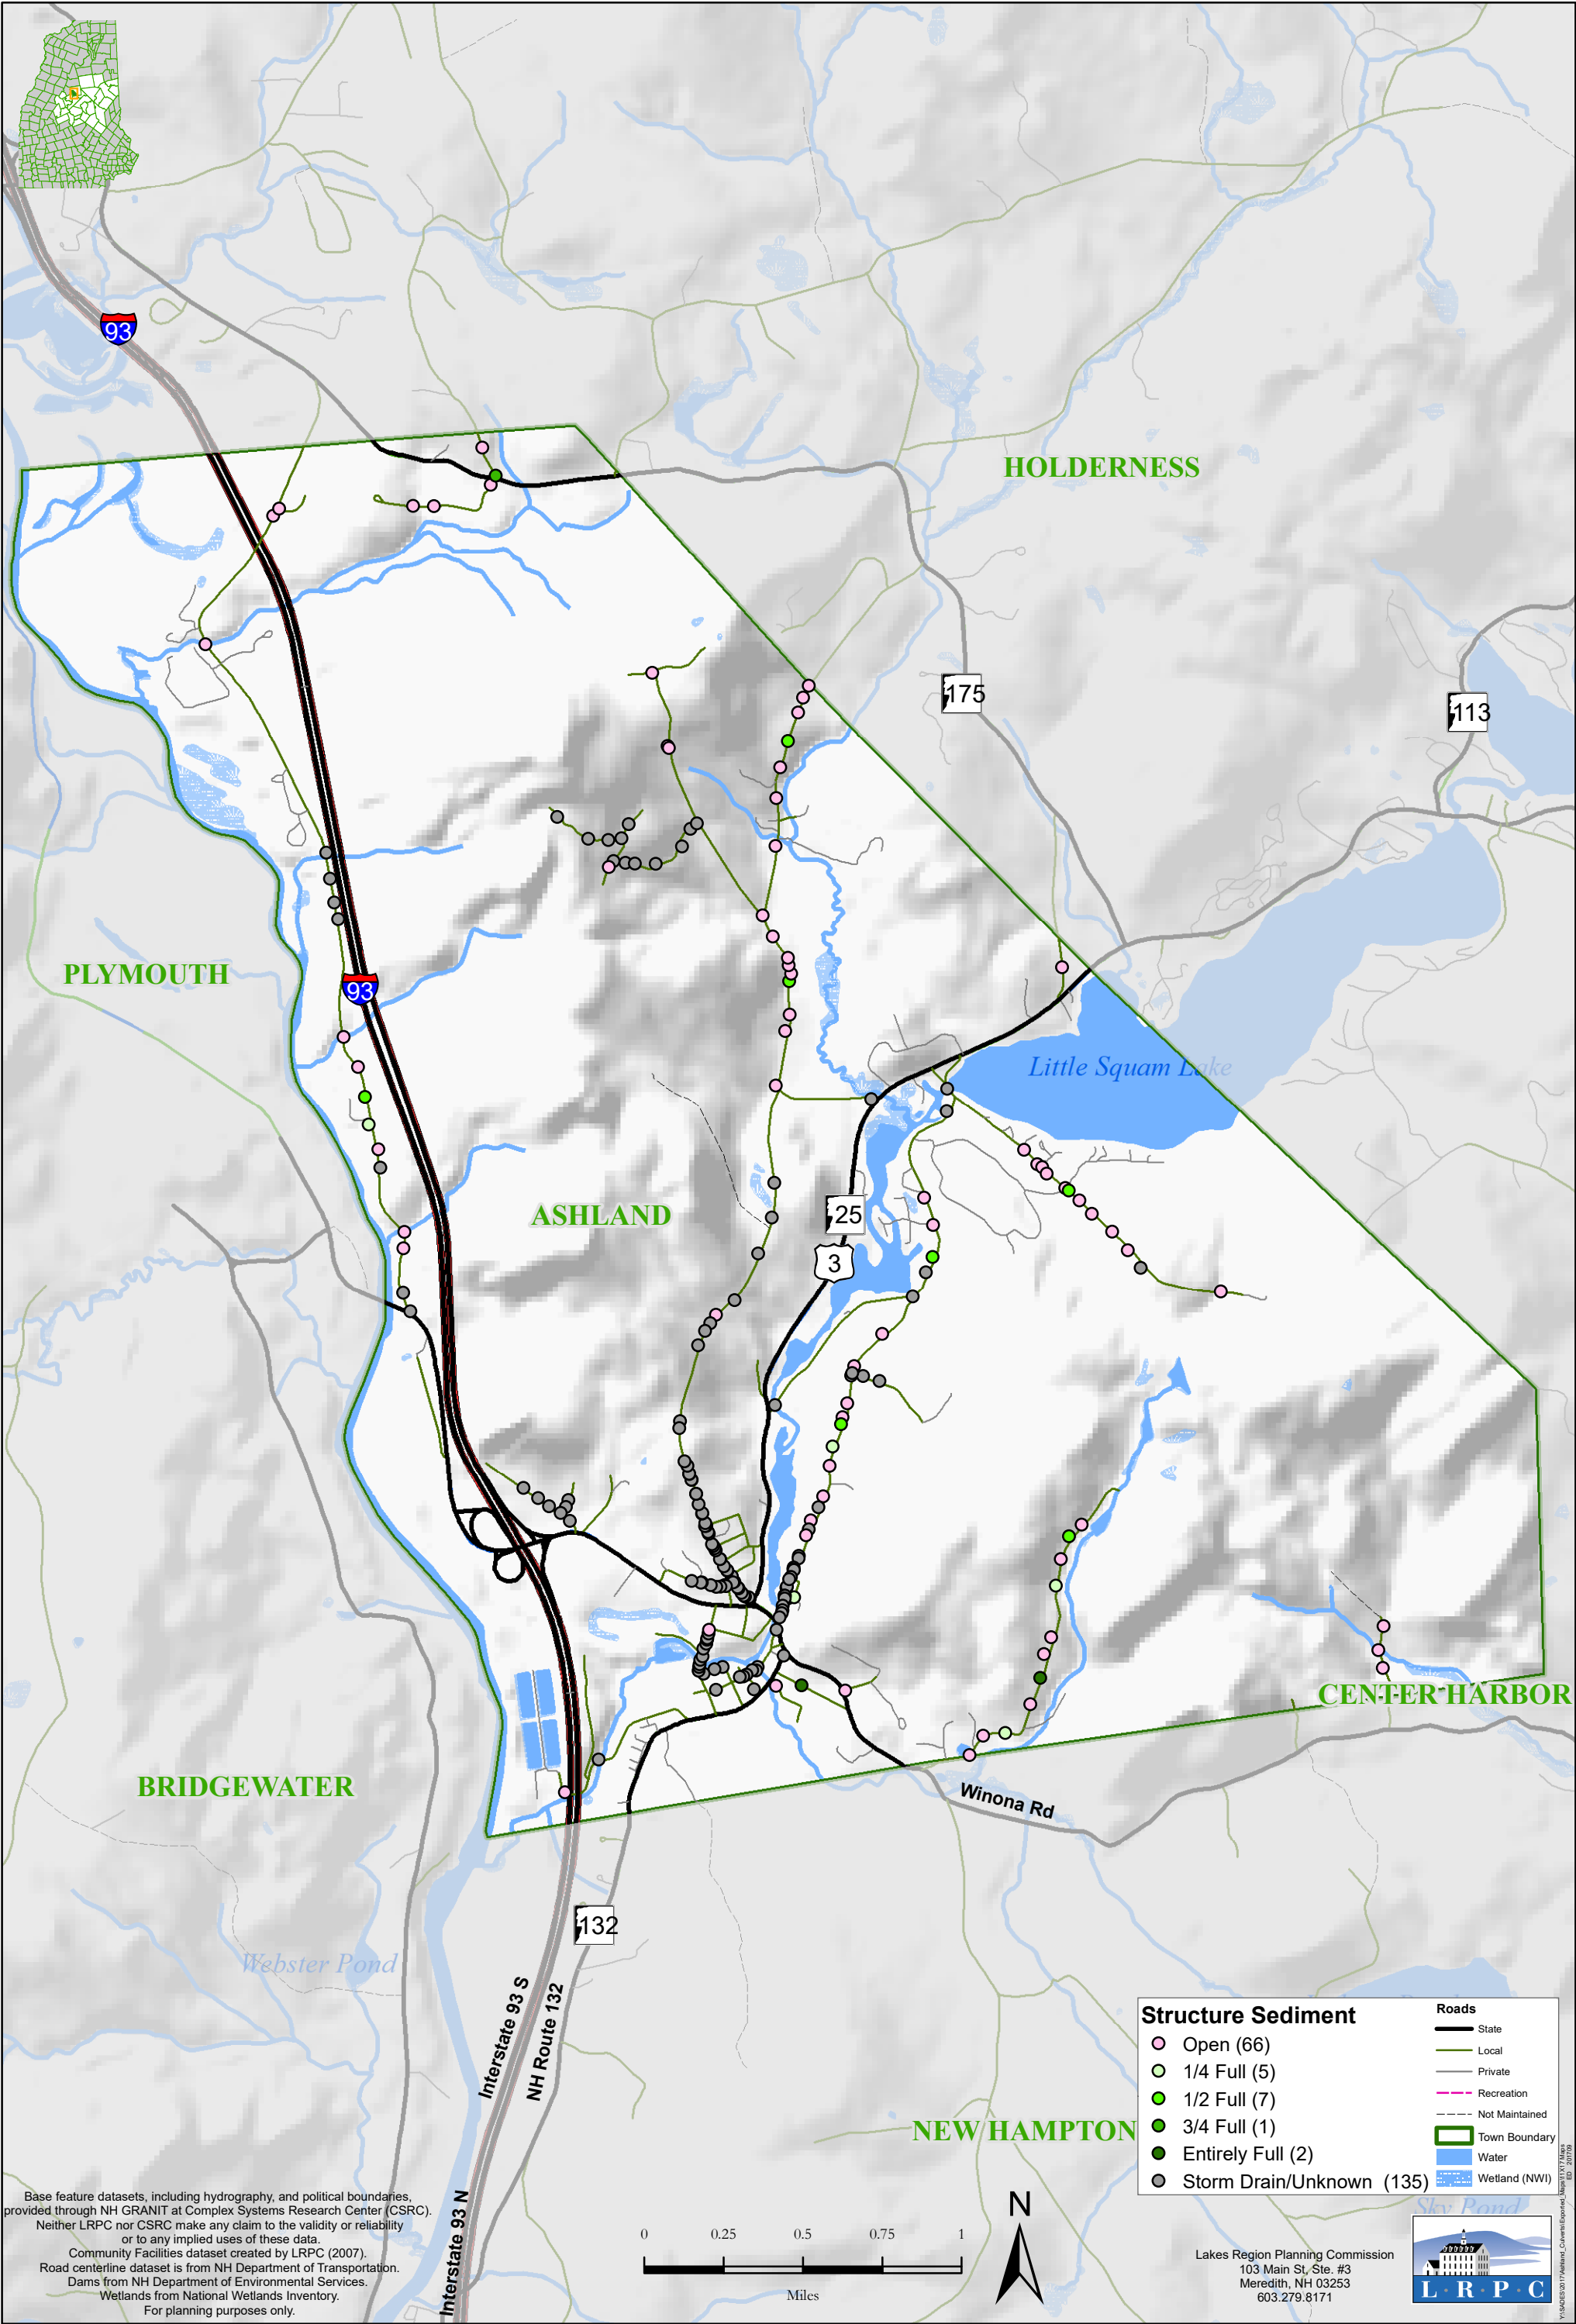 93
HOLDERNESS
175
113
PLYMOUTH
93
Little Squam Lake
ASHLAND
25
3
CENTER HARBOR
BRIDGEWATER
Winona Rd
132
Webster Pond
Interstate 93 S
NH Route 132
Interstate 93 N
NEW HAMPTON
Sky Pond
Structure Sediment
Open (66)
1/4 Full (5)
1/2 Full (7)
3/4 Full (1)
Entirely Full (2)
Storm Drain/Unknown (135)
Roads
State
Local
Private
Recreation
Not Maintained
Town Boundary
Water
Wetland (NWI)
Base feature datasets, including hydrography, and political boundaries,
provided through NH GRANIT at Complex Systems Research Center (CSRC).
Neither LRPC nor CSRC make any claim to the validity or reliability
or to any implied uses of these data.
Community Facilities dataset created by LRPC (2007).
Road centerline dataset is from NH Department of Transportation.
Dams from NH Department of Environmental Services.
Wetlands from National Wetlands Inventory.
For planning purposes only.
0 0.25 0.5 0.75 1
Miles
N
Lakes Region Planning Commission
103 Main St, Ste. #3
Meredith, NH 03253
603.279.8171
L · R · P · C